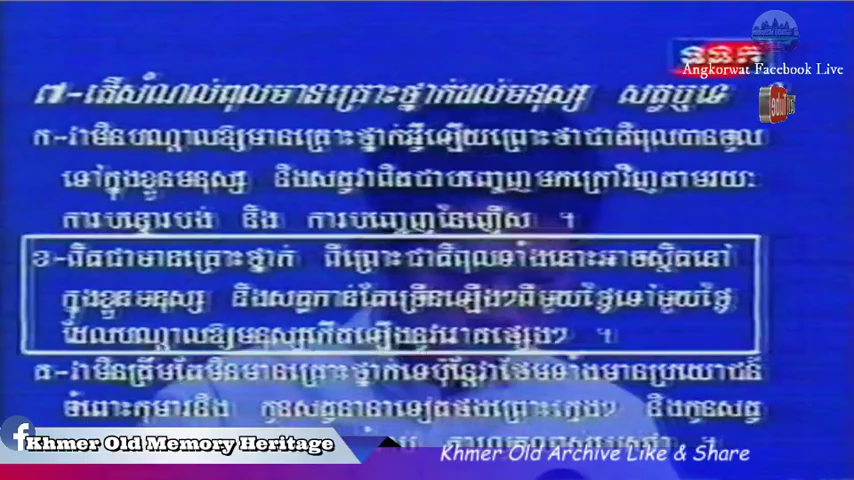 Angkorwat Facebook Live
៧-តើសំណល់ពុលមានគ្រោះថ្នាក់ដល់មនុស្ស សត្វឬទេ
ក-វាមិនបណ្តាលឱ្យមានគ្រោះថ្នាក់អ្វីឡើយព្រោះថាជាតិពុលបានចូល
ទៅក្នុងខ្លួនមនុស្ស និងសត្វវាពិតជាបញ្ចេញមកក្រៅវិញតាមរយៈ
ការបន្ទោរបង់ និង ការបញ្ចេញនៃញើស ។
ខ-ពិតជាមានគ្រោះថ្នាក់ ពីព្រោះជាតិពុលទាំងនោះអាចស្ថិតនៅ
ក្នុងខ្លួនមនុស្ស និងសត្វកាន់តែច្រើនឡើងៗពីមួយថ្ងៃទៅមួយថ្ងៃ
ដែលបណ្តាលឱ្យមនុស្សកើតឡើងនូវរោគផ្សេងៗ ។
គ-វាមិនត្រឹមតែមិនមានគ្រោះថ្នាក់ទេប៉ុន្តែវាថែមទាំងមានប្រយោជន៍
ចំពោះកុមារនិង កូនសត្វនានាទៀតផងព្រោះក្មេងៗ និងកូនសត្វ
Khmer Old Memory Heritage
Khmer Old Archive Like & Share